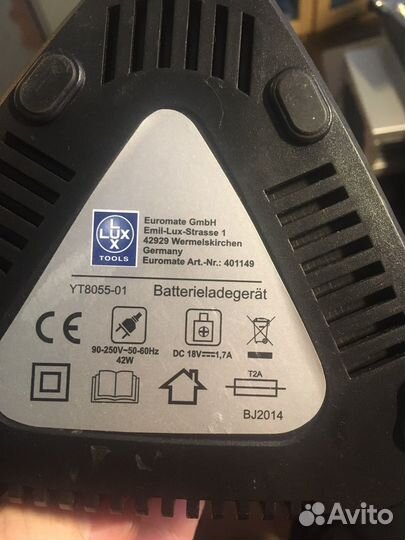 LUX
LUX
TOOLS
Euromate GmbH
Emil-Lux-Strasse 1
42929 Wermelskirchen
Germany
Euromate Art.-Nr.: 401149
YT8055-01 Batterieladegerät
CE
90-250V~50-60Hz
42W
DC 18V⎓1,7A
T2A
BJ2014
Avito